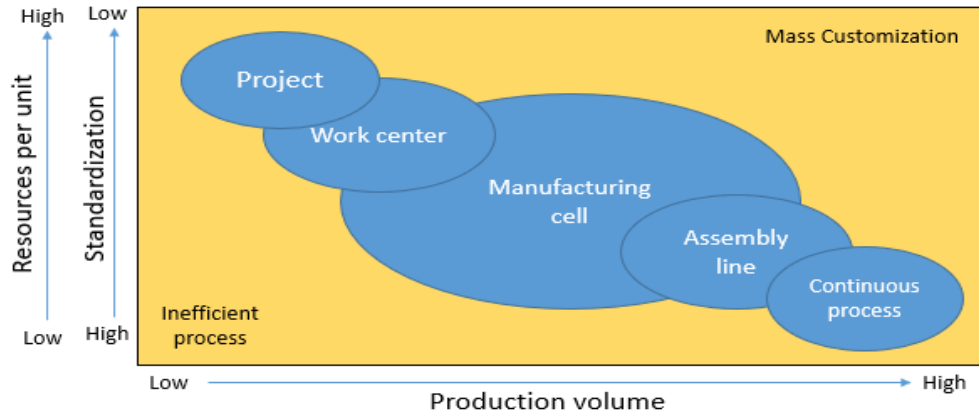 High
Low
Mass Customization
Project
Work center
Manufacturing
cell
Assembly
line
Continuous
process
Inefficient
process
Resources per unit
Standardization
Low
High
Low
High
Production volume